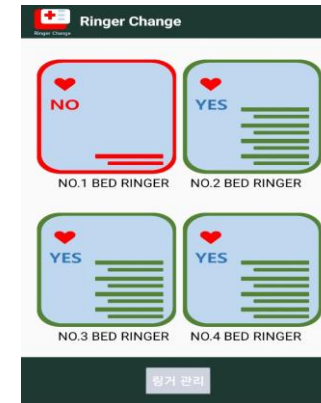 Ringer Change
Ringer Change
NO
YES
NO.1 BED RINGER
NO.2 BED RINGER
YES
YES
NO.3 BED RINGER
NO.4 BED RINGER
링거 관리